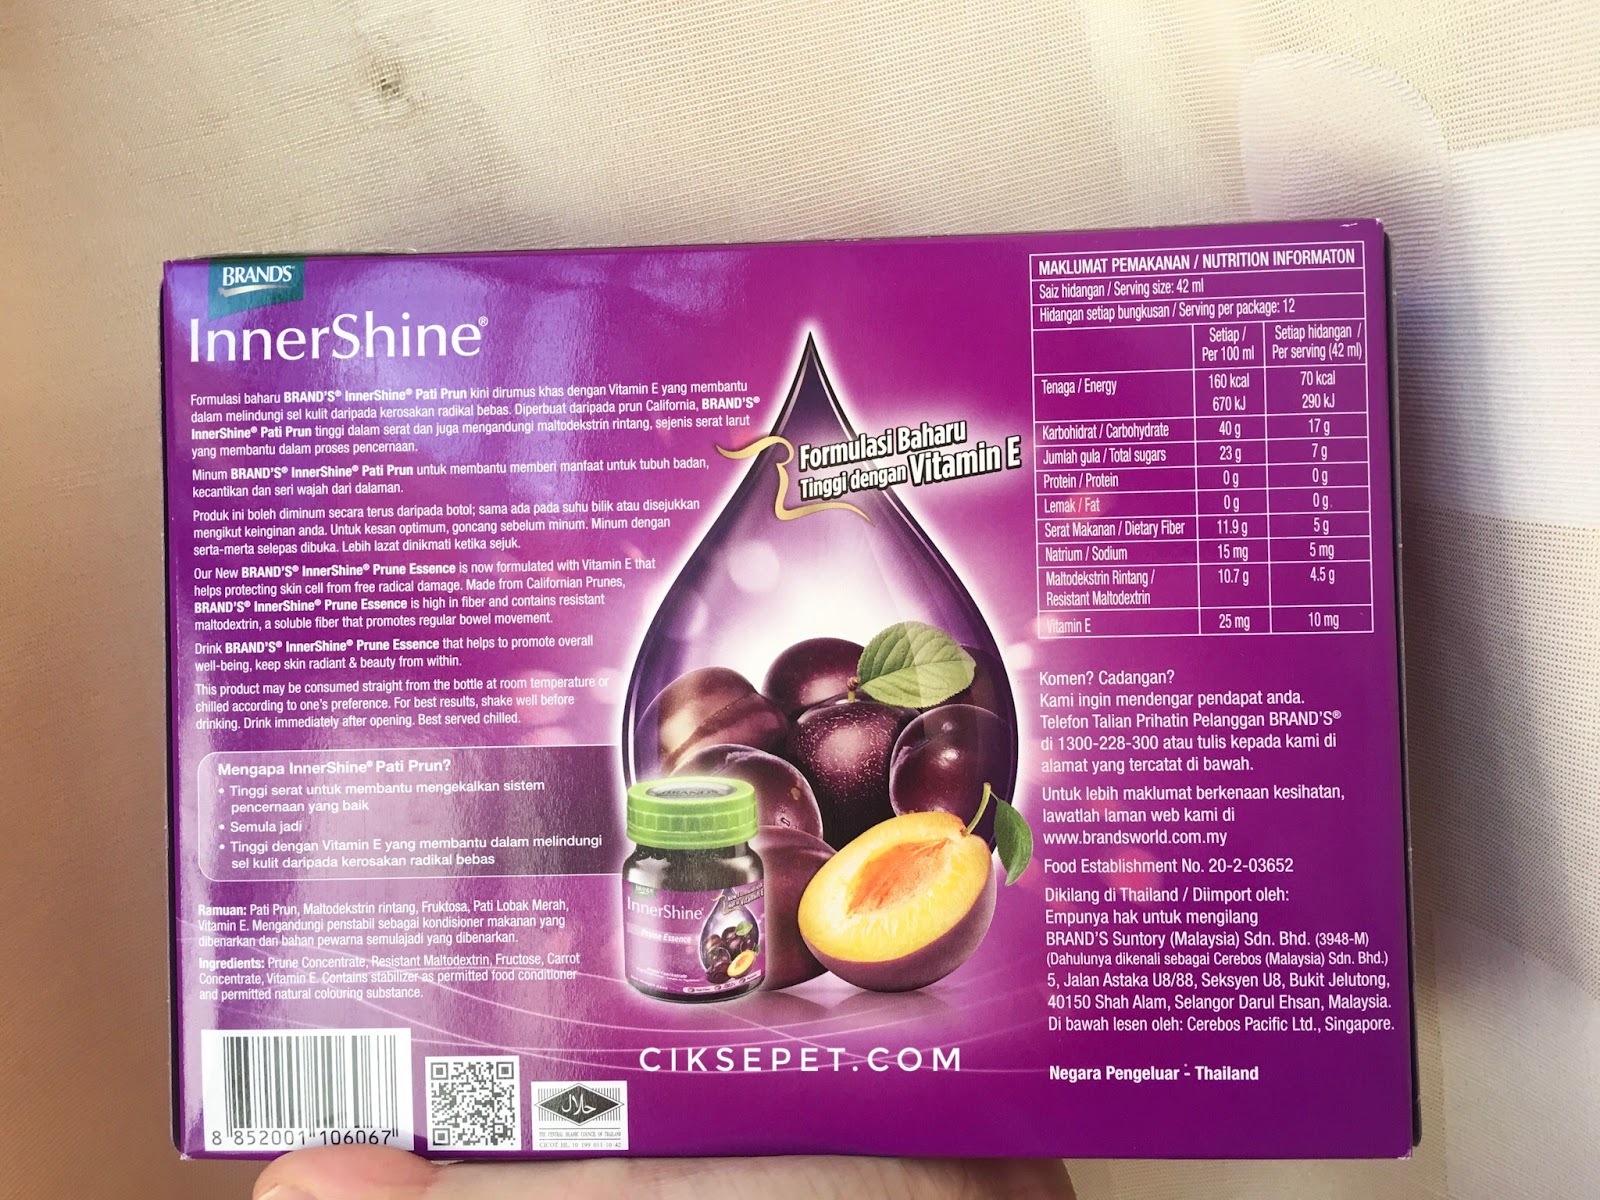 BRAND'S
InnerShine®
Formulasi baharu BRAND'S® InnerShine® Pati Prun kini dirumus khas dengan Vitamin E yang membantu
dalam melindungi sel kulit daripada kerosakan radikal bebas. Diperbuat daripada prun California, BRAND'S®
InnerShine® Pati Prun tinggi dalam serat dan juga mengandungi maltodekstrin rintang, sejenis serat larut
yang membantu dalam proses pencernaan.
Minum BRAND'S® InnerShine® Pati Prun untuk membantu memberi manfaat untuk tubuh badan,
kecantikan dan seri wajah dari dalaman.
Produk ini boleh diminum secara terus daripada botol; sama ada pada suhu bilik atau disejukkan
mengikut keinginan anda. Untuk kesan optimum, goncang sebelum minum. Minum dengan
serta-merta selepas dibuka. Lebih lazat dinikmati ketika sejuk.
Our New BRAND'S® InnerShine® Prune Essence is now formulated with Vitamin E that
helps protecting skin cell from free radical damage. Made from Californian Prunes,
BRAND'S® InnerShine® Prune Essence is high in fiber and contains resistant
maltodextrin, a soluble fiber that promotes regular bowel movement.
Drink BRAND'S® InnerShine® Prune Essence that helps to promote overall
well-being, keep skin radiant & beauty from within.
This product may be consumed straight from the bottle at room temperature or
chilled according to one's preference. For best results, shake well before
drinking. Drink immediately after opening. Best served chilled.
Mengapa InnerShine® Pati Prun?
• Tinggi serat untuk membantu mengekalkan sistem
pencernaan yang baik
• Semula jadi
• Tinggi dengan Vitamin E yang membantu dalam melindungi
sel kulit daripada kerosakan radikal bebas
Ramuan: Pati Prun, Maltodekstrin rintang, Fruktosa, Pati Lobak Merah,
Vitamin E. Mengandungi penstabil sebagai kondisioner makanan yang
dibenarkan dan bahan pewarna semulajadi yang dibenarkan.
Ingredients: Prune Concentrate, Resistant Maltodextrin, Fructose, Carrot
Concentrate, Vitamin E. Contains stabilizer as permitted food conditioner
and permitted natural colouring substance.
8 852001 106067
حلال
THE CENTRAL ISLAMIC COUNCIL OF THAILAND
Formulasi Baharu
Tinggi dengan Vitamin E
BRAND'S
InnerShine
Prune Essence
CIKSEPET.COM
MAKLUMAT PEMAKANAN / NUTRITION INFORMATON
Saiz hidangan / Serving size: 42 ml
Hidangan setiap bungkusan / Serving per package: 12
Setiap / Per 100 ml Setiap hidangan / Per serving (42 ml)
Tenaga / Energy 160 kcal 70 kcal
670 kJ 290 kJ
Karbohidrat / Carbohydrate 40 g 17 g
Jumlah gula / Total sugars 23 g 7 g
Protein / Protein 0 g 0 g
Lemak / Fat 0 g 0 g
Serat Makanan / Dietary Fiber 11.9 g 5 g
Natrium / Sodium 15 mg 5 mg
Maltodekstrin Rintang / 10.7 g 4.5 g
Resistant Maltodextrin
Vitamin E 25 mg 10 mg
Komen? Cadangan?
Kami ingin mendengar pendapat anda.
Telefon Talian Prihatin Pelanggan BRAND'S®
di 1300-228-300 atau tulis kepada kami di
alamat yang tercatat di bawah.
Untuk lebih maklumat berkenaan kesihatan,
lawatlah laman web kami di
www.brandsworld.com.my
Food Establishment No. 20-2-03652
Dikilang di Thailand / Diimport oleh:
Empunya hak untuk mengilang
BRAND'S Suntory (Malaysia) Sdn. Bhd. (3948-M)
(Dahulunya dikenali sebagai Cerebos (Malaysia) Sdn. Bhd.)
5, Jalan Astaka U8/88, Seksyen U8, Bukit Jelutong,
40150 Shah Alam, Selangor Darul Ehsan, Malaysia.
Di bawah lesen oleh: Cerebos Pacific Ltd., Singapore.
Negara Pengeluar - Thailand